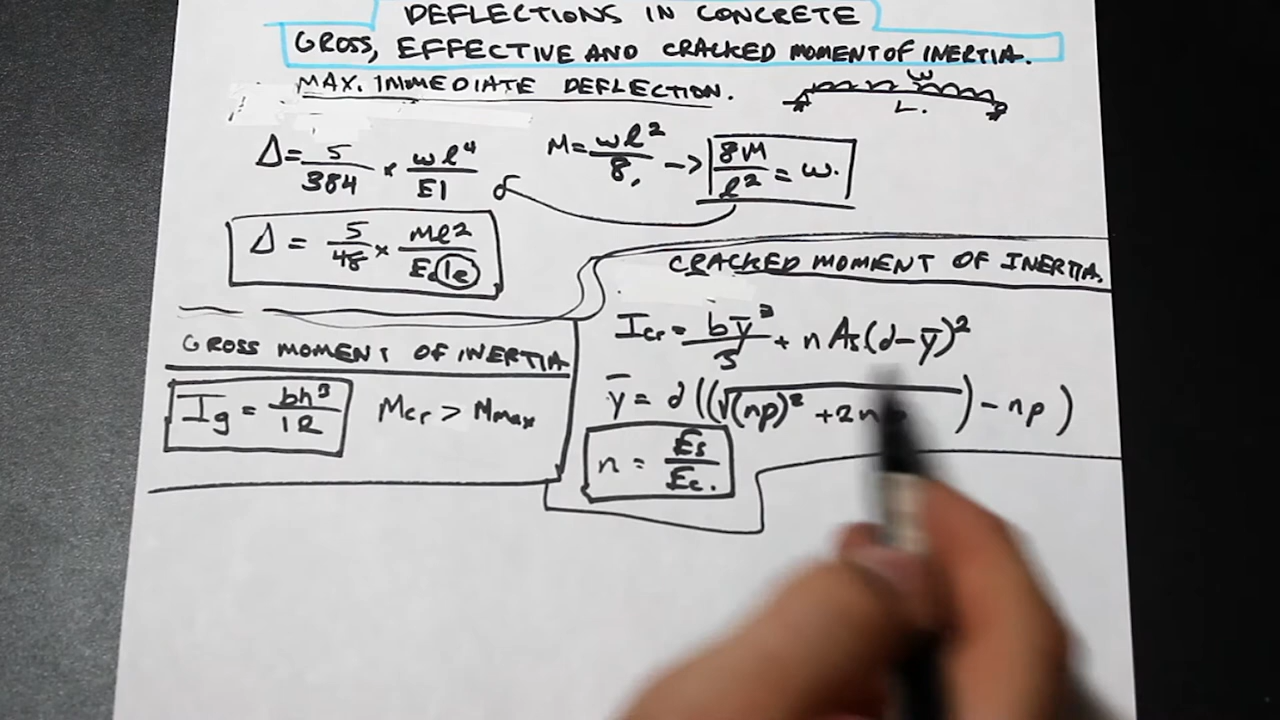 DEFLECTIONS IN CONCRETE
GROSS, EFFECTIVE AND CRACKED MOMENT OF INERTIA.
MAX. IMMEDIATE DEFLECTION.
w
L.
Δ = 5/384 × wl⁴/EI
M = wl²/8. → 8M/l² = w.
Δ = 5/48 × Ml²/EcIe
CRACKED MOMENT OF INERTIA.
Icr = bȳ³/3 + nAs(d-ȳ)²
ȳ = d((√(np)² + 2n) - np)
n = Es/Ec.
GROSS MOMENT OF INERTIA
Ig = bh³/12 Mcr > Mmax